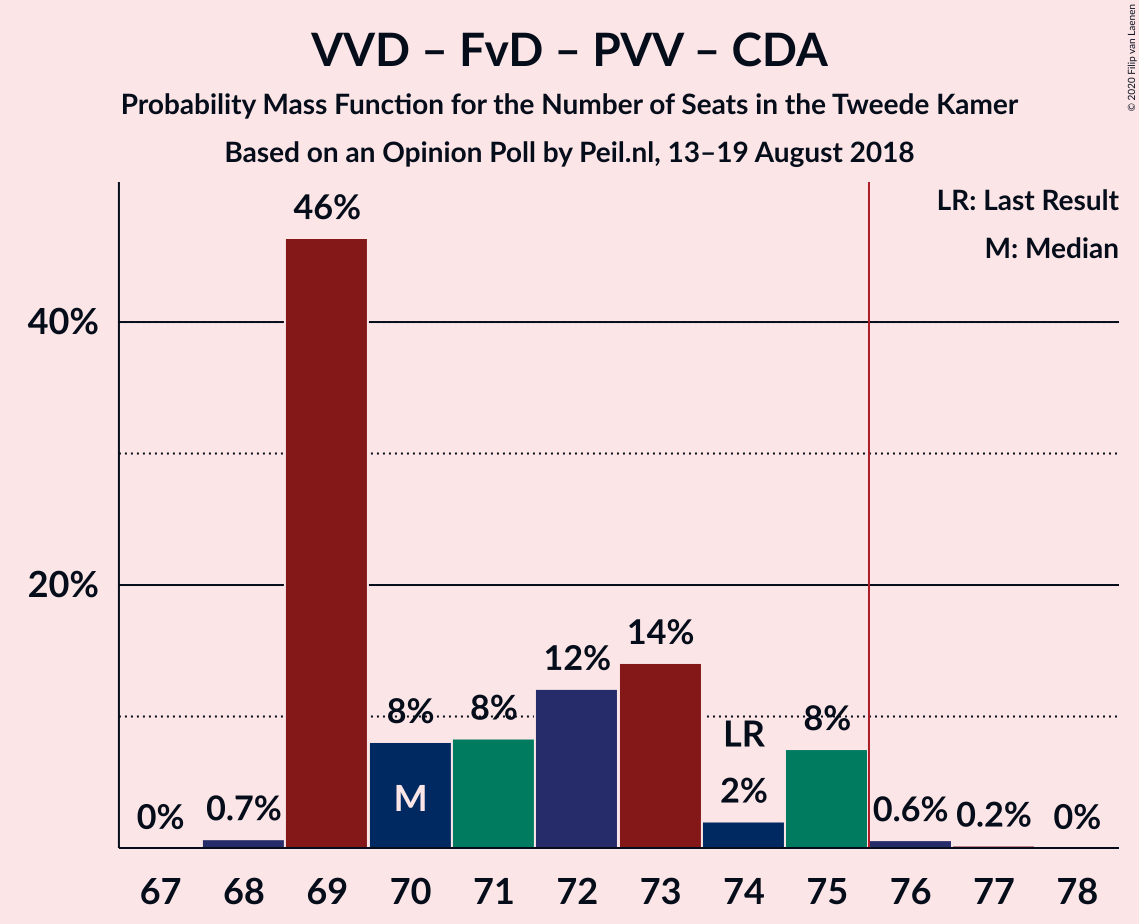 VVD – FvD – PVV – CDA
Probability Mass Function for the Number of Seats in the Tweede Kamer
Based on an Opinion Poll by Peil.nl, 13–19 August 2018
© 2020 Filip van Laenen
LR: Last Result
M: Median
40%
20%
0%
0.7%
46%
8%
M
8%
12%
14%
LR
2%
8%
0.6%
0.2%
0%
67 68 69 70 71 72 73 74 75 76 77 78